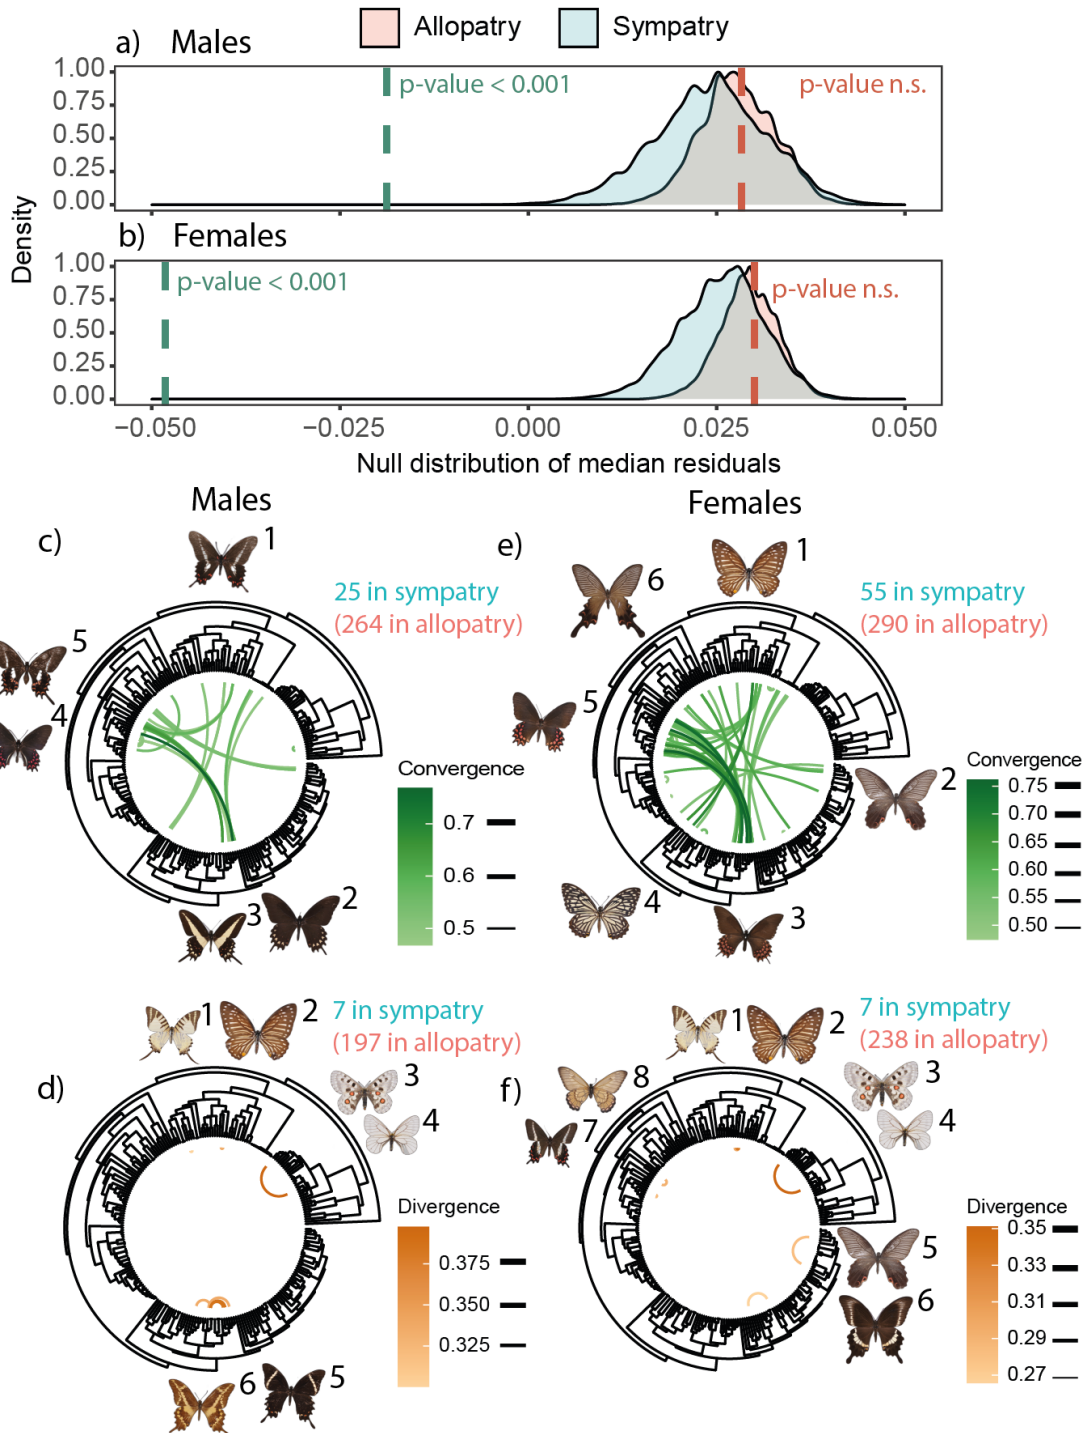 Allopatry Sympatry
a) Males
p-value < 0.001 p-value n.s.
1.00
0.75
0.50
0.25
0.00
b) Females
p-value < 0.001 p-value n.s.
1.00
0.75
0.50
0.25
0.00
Density
−0.050 −0.025 0.000 0.025 0.050
Null distribution of median residuals
Males
c)
1
25 in sympatry
(264 in allopatry)
5
4
3 2
Convergence
0.7
0.6
0.5
Females
e)
6 1
55 in sympatry
(290 in allopatry)
5
2
4 3
Convergence
0.75
0.70
0.65
0.60
0.55
0.50
d)
1 2
7 in sympatry
(197 in allopatry)
3
4
6 5
Divergence
0.375
0.350
0.325
f)
1 2
7 in sympatry
(238 in allopatry)
8
3
7
4
5
6
Divergence
0.35
0.33
0.31
0.29
0.27